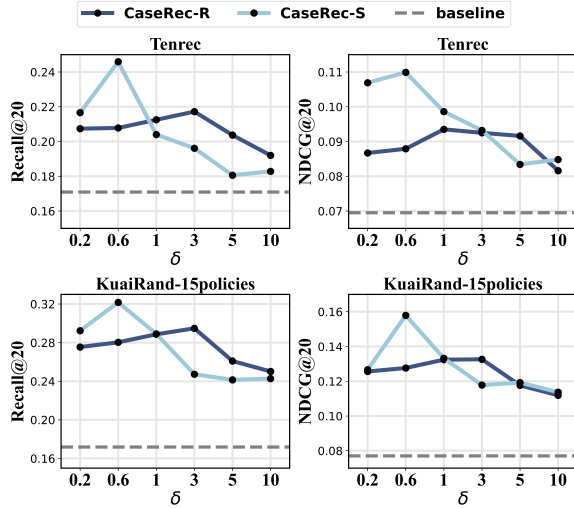 CaseRec-R CaseRec-S baseline
Tenrec
Recall@20
0.24
0.22
0.20
0.18
0.16
0.2 0.6 1 3 5 10
δ
Tenrec
NDCG@20
0.11
0.10
0.09
0.08
0.07
0.2 0.6 1 3 5 10
δ
KuaiRand-15policies
Recall@20
0.32
0.28
0.24
0.20
0.16
0.2 0.6 1 3 5 10
δ
KuaiRand-15policies
NDCG@20
0.16
0.14
0.12
0.10
0.08
0.2 0.6 1 3 5 10
δ